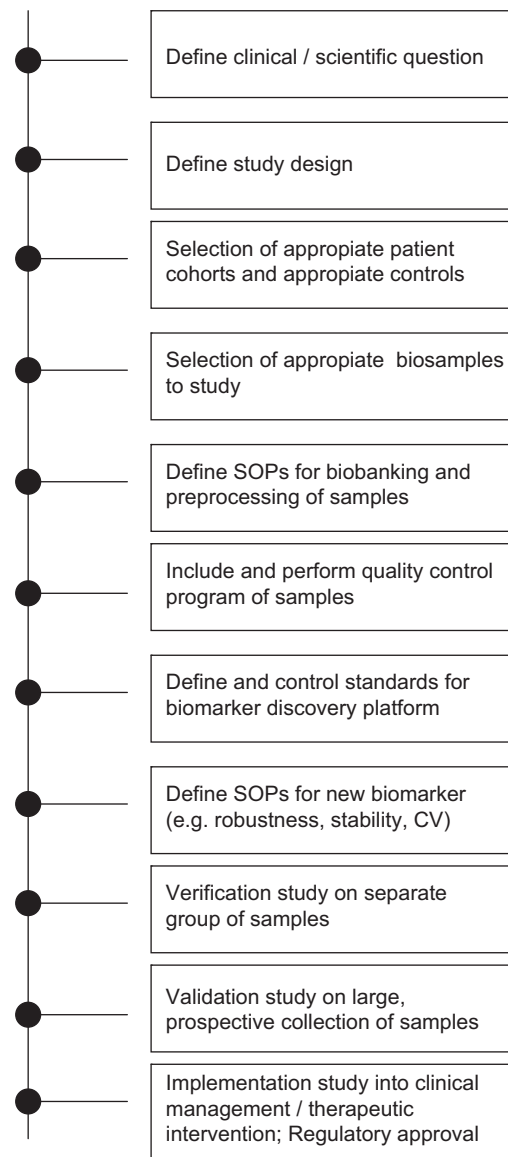 Define clinical / scientific question
Define study design
Selection of appropiate patient
cohorts and appropiate controls
Selection of appropiate  biosamples
to study
Define SOPs for biobanking and
preprocessing of samples
Include and perform quality control
program of samples
Define and control standards for
biomarker discovery platform
Define SOPs for new biomarker
(e.g. robustness, stability, CV)
Verification study on separate
group of samples
Validation study on large,
prospective collection of samples
Implementation study into clinical
management / therapeutic
intervention; Regulatory approval